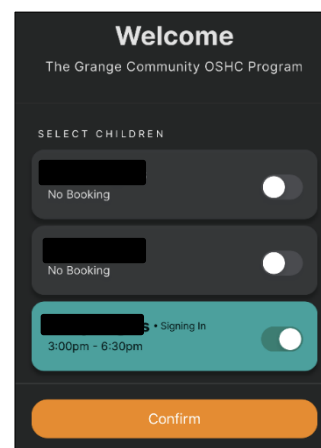 Welcome
The Grange Community OSHC Program
SELECT CHILDREN
No Booking
No Booking
• Signing In
3:00pm - 6:30pm
Confirm